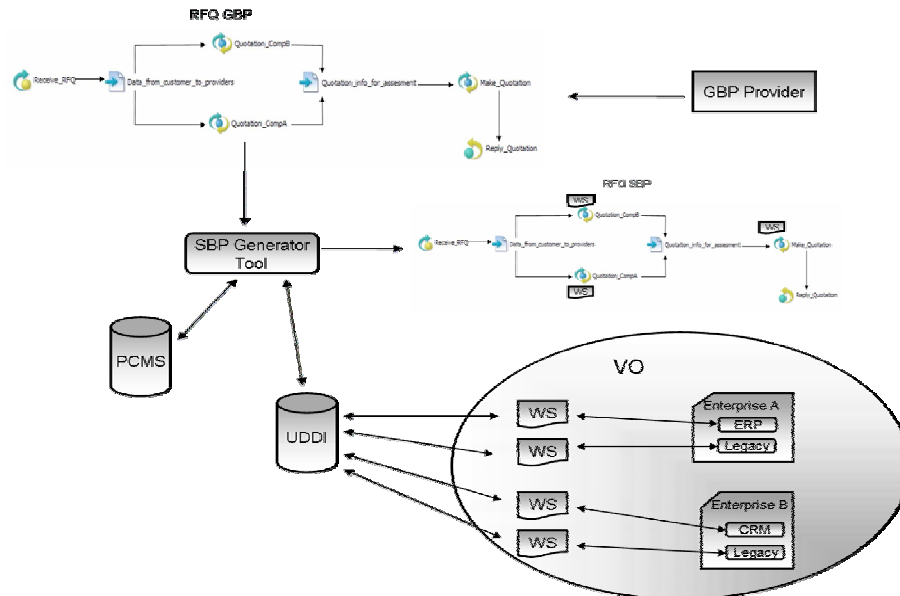 RFQ GBP
Quotation_CompB
Receive_RFQ
Data_from_customer_to_providers
Quotation_info_for_assesment
Make_Quotation
Quotation_CompA
Reply_Quotation
GBP Provider
RFQ SBP
WS
Quotation_CompB
WS
Receive_RFQ
Data_from_customer_to_providers
Quotation_info_for_assesment
Make_Quotation
Quotation_CompA
WS
Reply_Quotation
SBP Generator
Tool
PCMS
UDDI
VO
WS
WS
WS
WS
Enterprise A
ERP
Legacy
Enterprise B
CRM
Legacy